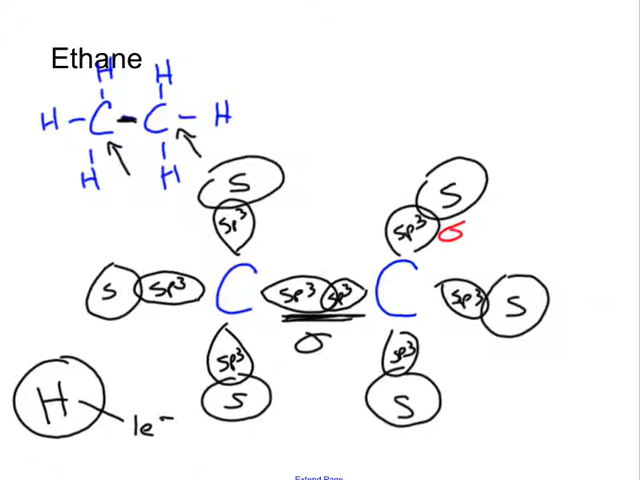 Ethane
H H
H - C - C - H
H H
S S
sp³ sp³ σ
S sp³ C sp³ sp³ C sp³ S
σ
sp³ sp³
S S
H 1e⁻
Extend Page